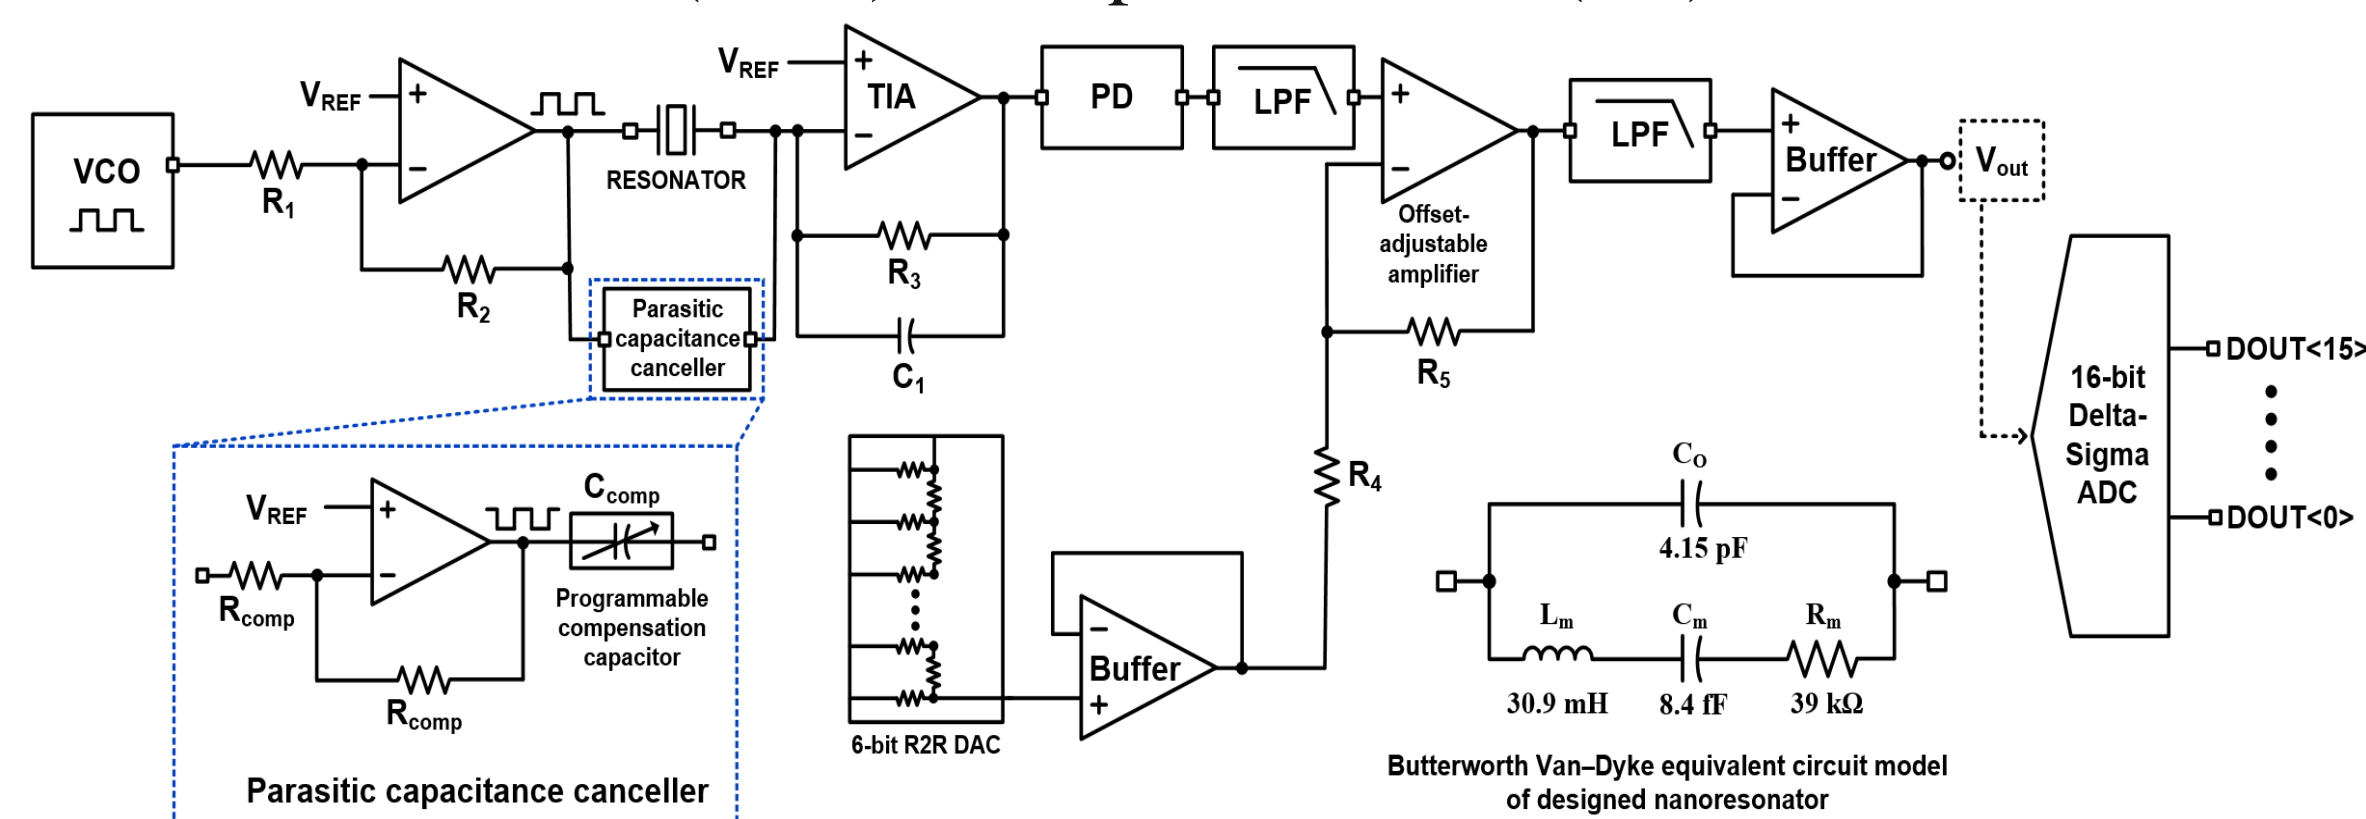 VCO
R1
VREF
+
−
R2
RESONATOR
Parasitic
capacitance
canceller
VREF
+
TIA
−
R3
C1
PD
LPF
+
−
Offset-
adjustable
amplifier
R5
R4
LPF
+
Buffer
−
Vout
16-bit
Delta-
Sigma
ADC
DOUT<15>
DOUT<0>
VREF
+
−
Rcomp
Rcomp
Ccomp
Programmable
compensation
capacitor
Parasitic capacitance canceller
6-bit R2R DAC
−
Buffer
+
CO
4.15 pF
Lm
Cm
Rm
30.9 mH
8.4 fF
39 kΩ
Butterworth Van–Dyke equivalent circuit model
of designed nanoresonator